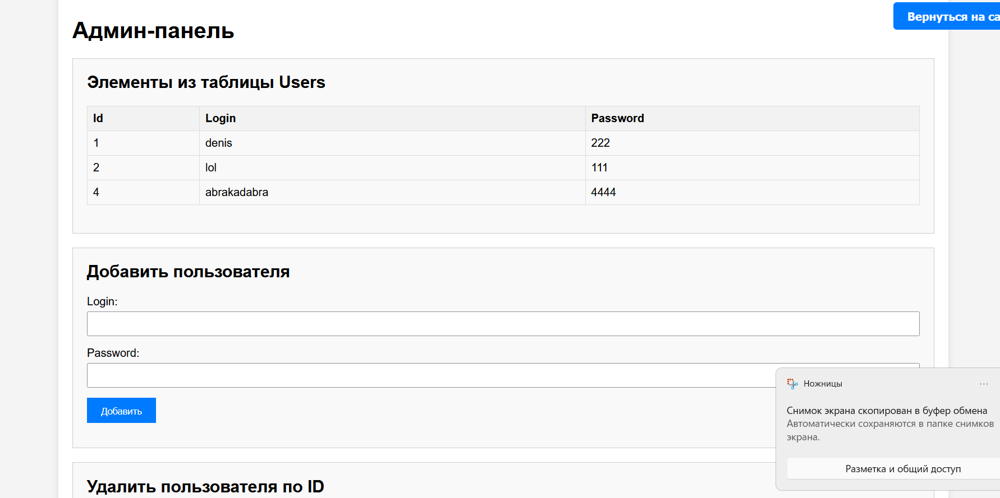 Вернуться на са
Админ-панель
Элементы из таблицы Users
Id Login Password
1 denis 222
2 lol 111
4 abrakadabra 4444
Добавить пользователя
Login:
Password:
Добавить
Удалить пользователя по ID
Ножницы
Снимок экрана скопирован в буфер обмена
Автоматически сохраняются в папке снимков
экрана.
Разметка и общий доступ